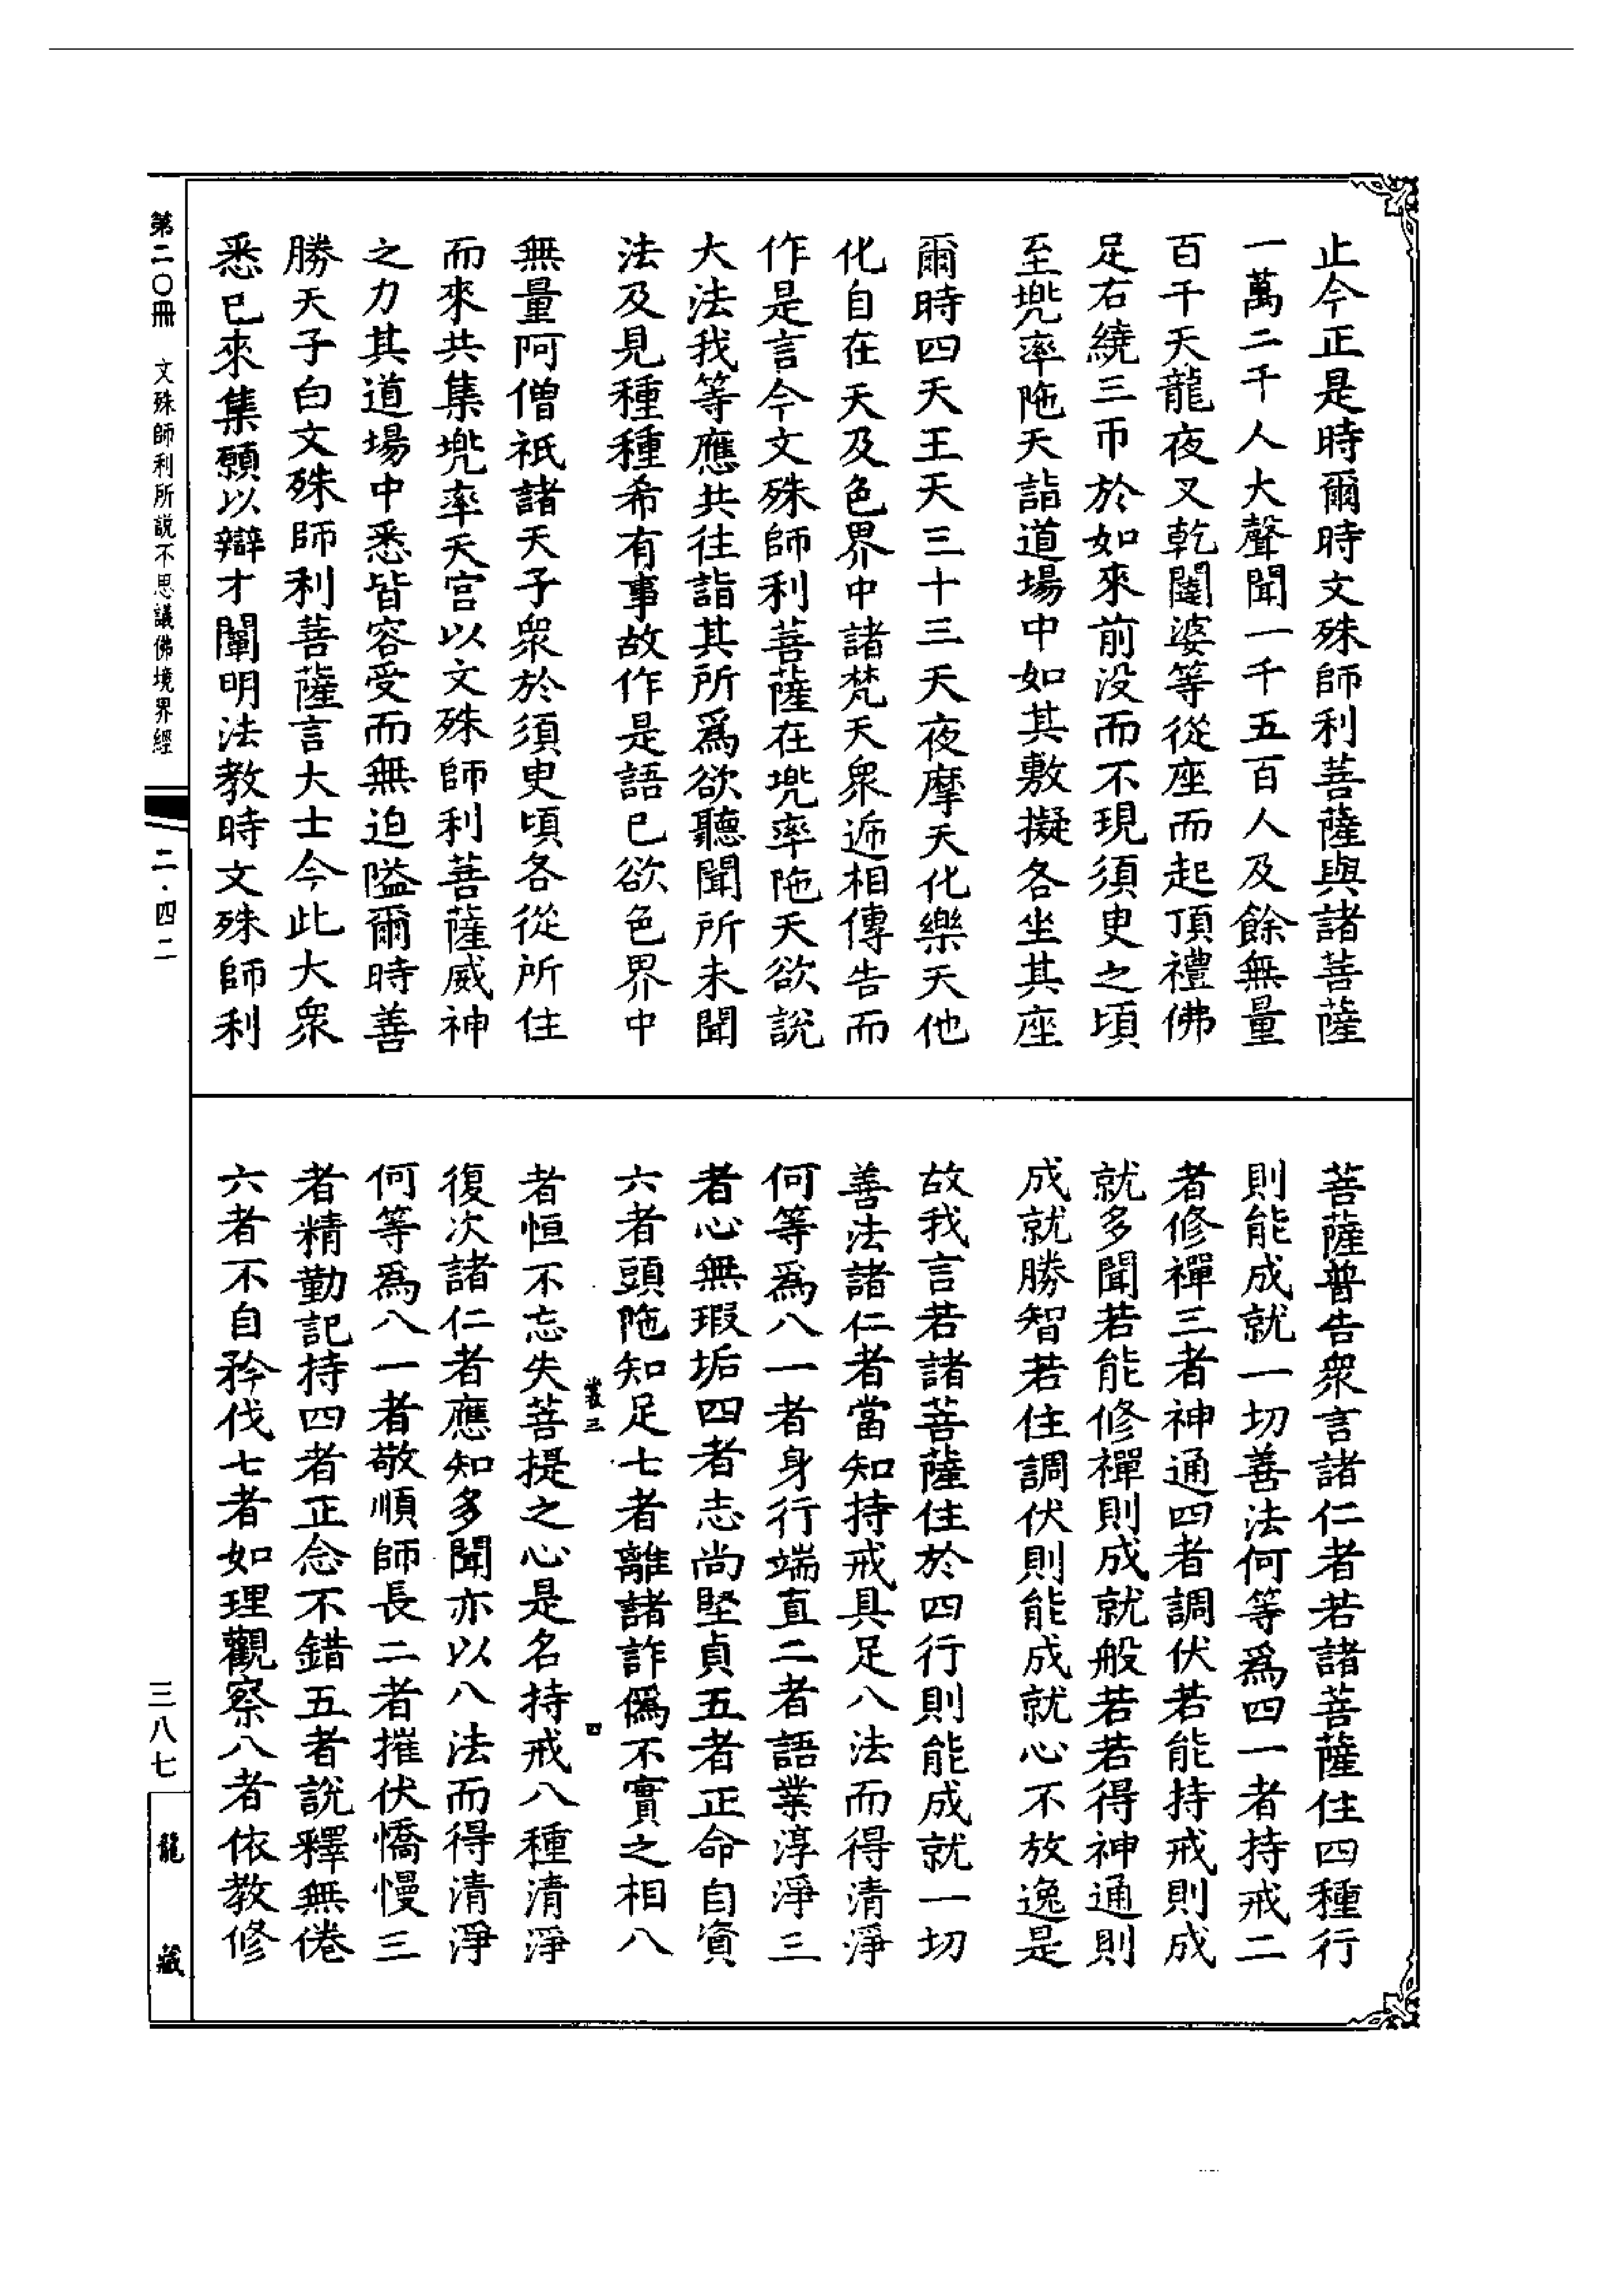 止今正是時爾時文殊師利菩薩與諸菩薩
一萬二千人大聲聞一千五百人及餘無量
百千天龍夜叉乾闥婆等從座而起頂禮佛
足右繞三帀於如來前没而不現須臾之頃
至兠率陁天詣道場中如其敷擬各坐其座
爾時四天王天三十三天夜摩天化樂天他
化自在天及色界中諸梵天衆遞相傳告而
作是言今文殊師利菩薩在兠率陁天欲說
大法我等應共往詣其所爲欲聽聞所未聞
法及見種種希有事故作是語已欲色界中
無量阿僧祇諸天子衆於須臾頃各從所住
而來共集兠率天宫以文殊師利菩薩威神
之力其道場中悉皆容受而無迫隘爾時善
勝天子白文殊師利菩薩言大士今此大衆
悉已來集願以辯才闡明法教時文殊師利
菩薩普告衆言諸仁者若諸菩薩住四種行
則能成就一切善法何等爲四一者持戒二
者修禪三者神通四者調伏若能持戒則成
就多聞若能修禪則成就般若若得神通則
成就勝智若住調伏則能成就心不放逸是
故我言若諸菩薩住於四行則能成就一切
善法諸仁者當知持戒具足八法而得清淨
何等爲八一者身行端直二者語業淳淨三
者心無瑕垢四者志尚堅貞五者正命自資
六者頭陁知足七者離諸詐僞不實之相八
四
者恒不忘失菩提之心是名持戒八種清淨
復次諸仁者應知多聞亦以八法而得清淨
何等爲八一者敬順師長二者摧伏憍慢三
者精勤記持四者正念不錯五者說釋無倦
六者不自矜伐七者如理觀察八者依教修
第二〇冊 文殊師利所説不思議佛境界經
二·四二
三八七
龍藏